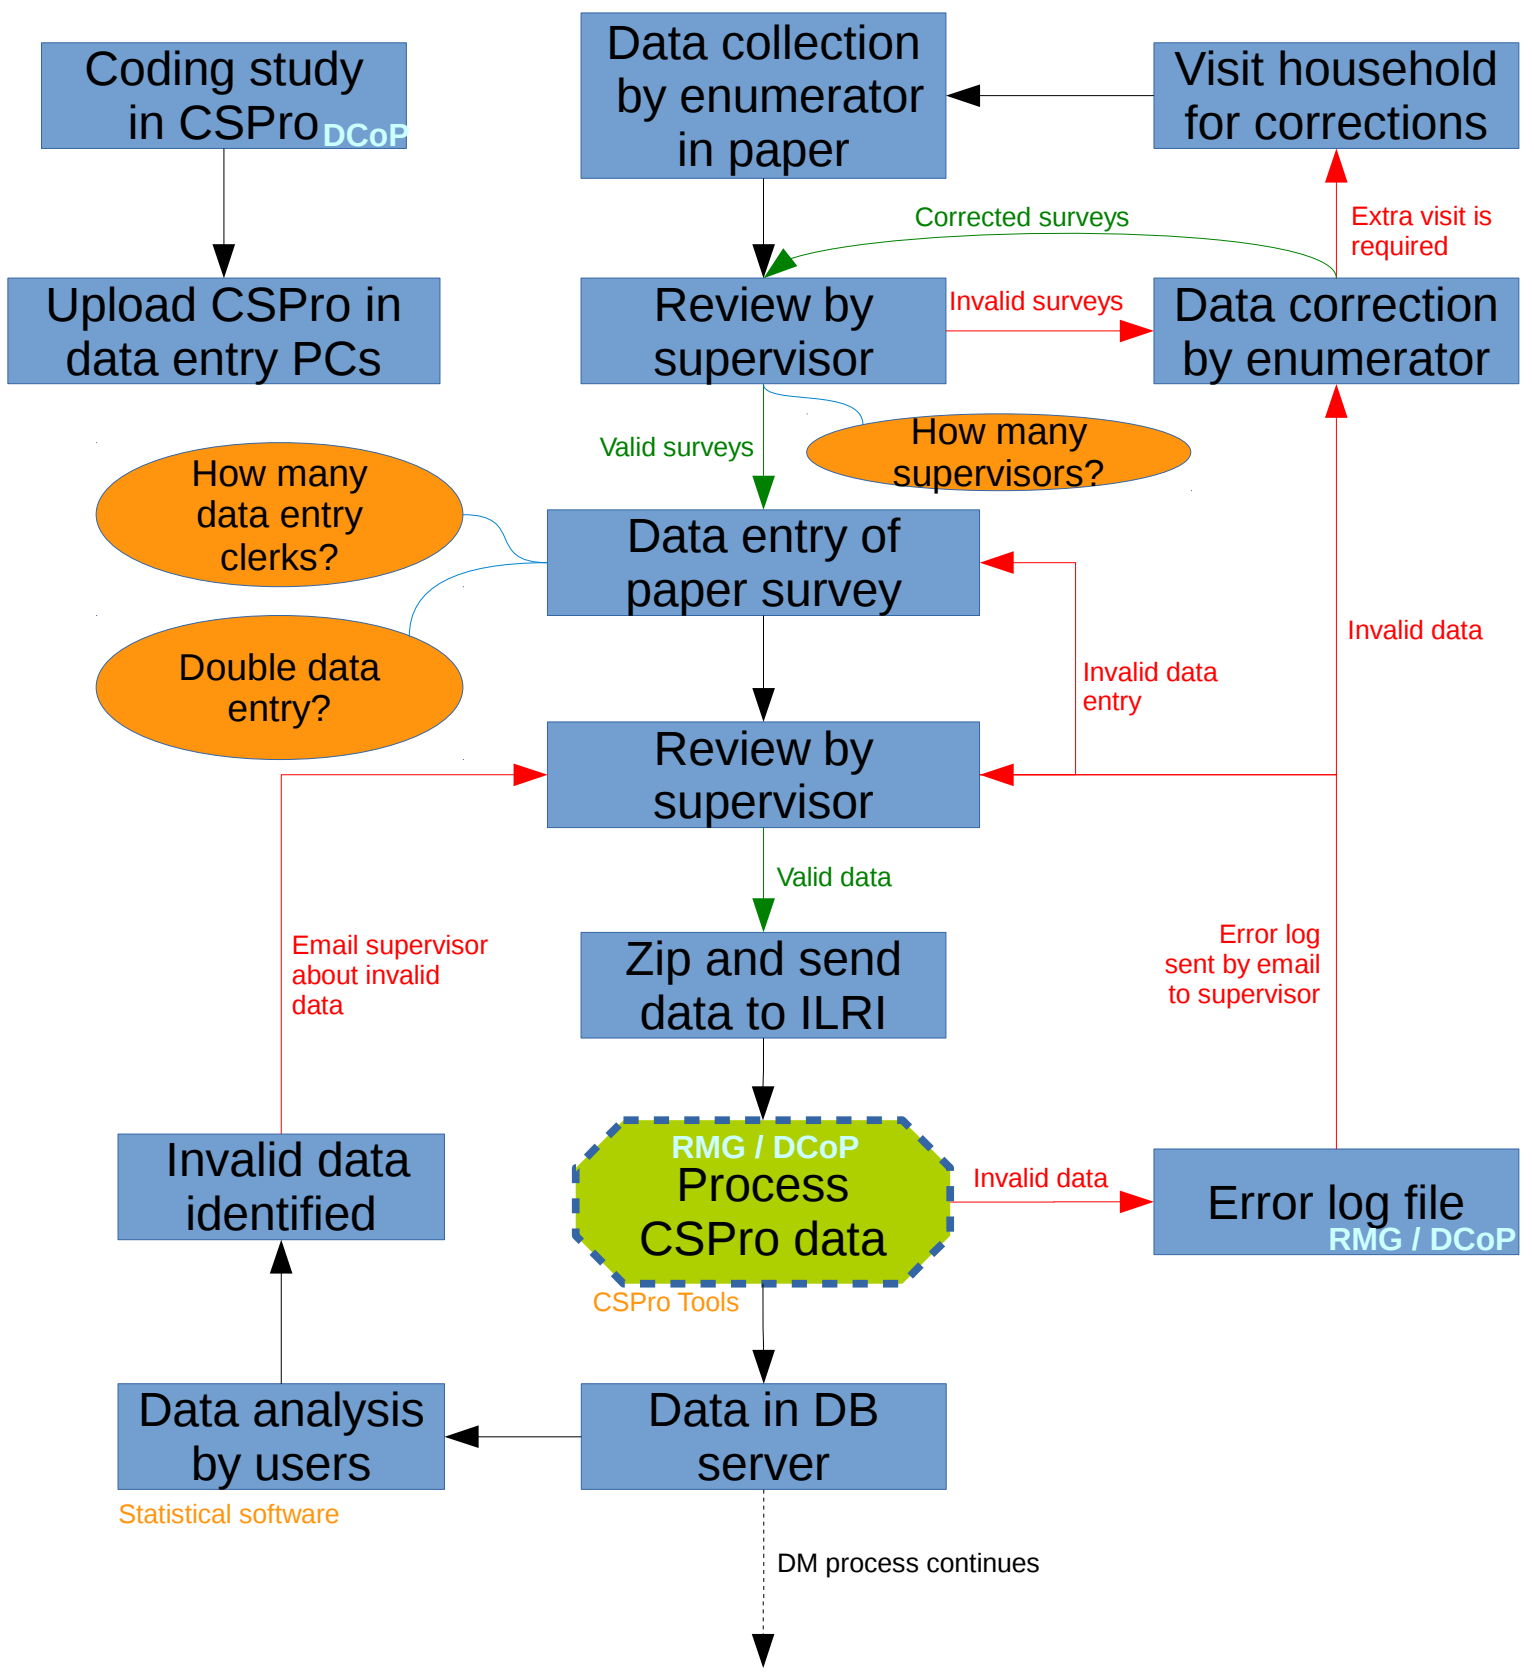 Coding study
in CSPro
DCoP
Data collection
by enumerator
in paper
Visit household
for corrections
Corrected surveys
Extra visit is
required
Upload CSPro in
data entry PCs
Review by
supervisor
Invalid surveys
Data correction
by enumerator
Valid surveys
How many
supervisors?
How many
data entry
clerks?
Data entry of
paper survey
Double data
entry?
Invalid data
entry
Invalid data
Review by
supervisor
Valid data
Email supervisor
about invalid
data
Zip and send
data to ILRI
Error log
sent by email
to supervisor
Invalid data
identified
RMG / DCoP
Process
CSPro data
CSPro Tools
Invalid data
Error log file
RMG / DCoP
Data analysis
by users
Statistical software
Data in DB
server
DM process continues